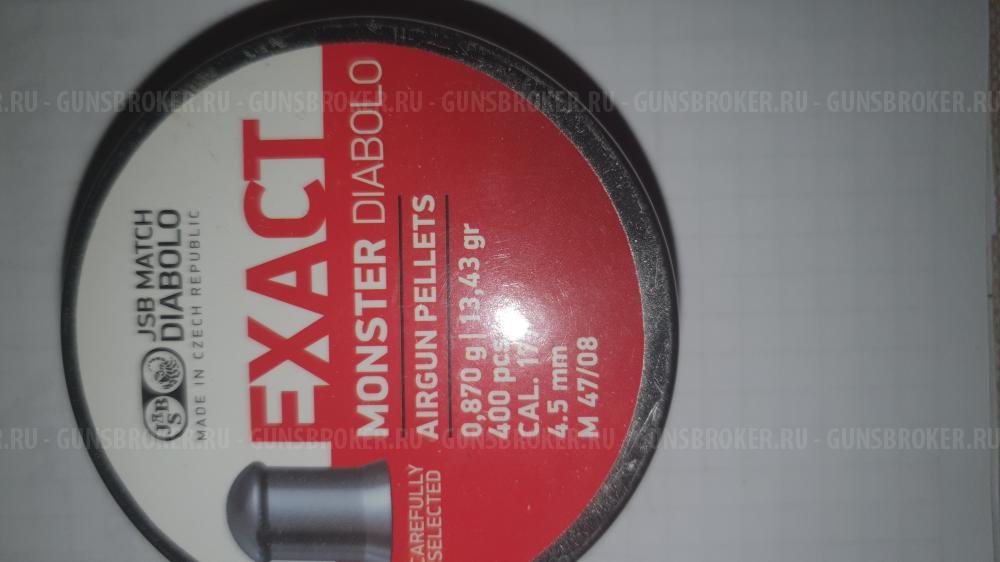 JSB MATCH
DIABOLO
MADE IN CZECH REPUBLIC
EXACT
MONSTER DIABOLO
AIRGUN PELLETS
0,870 g | 13,43 gr
400 pcs
CAL.
4.5 mm
M 47/08
CAREFULLY
SELECTED
.RU - GUNSBROKER.RU - GUNSBROKER.RU - GUNSBROKER.RU - GUNSBROKER.RU
.RU - GUNSBROKER.RU - GUNSBROKER.RU - GUNSBROKER.RU - GUNSBROKER.RU